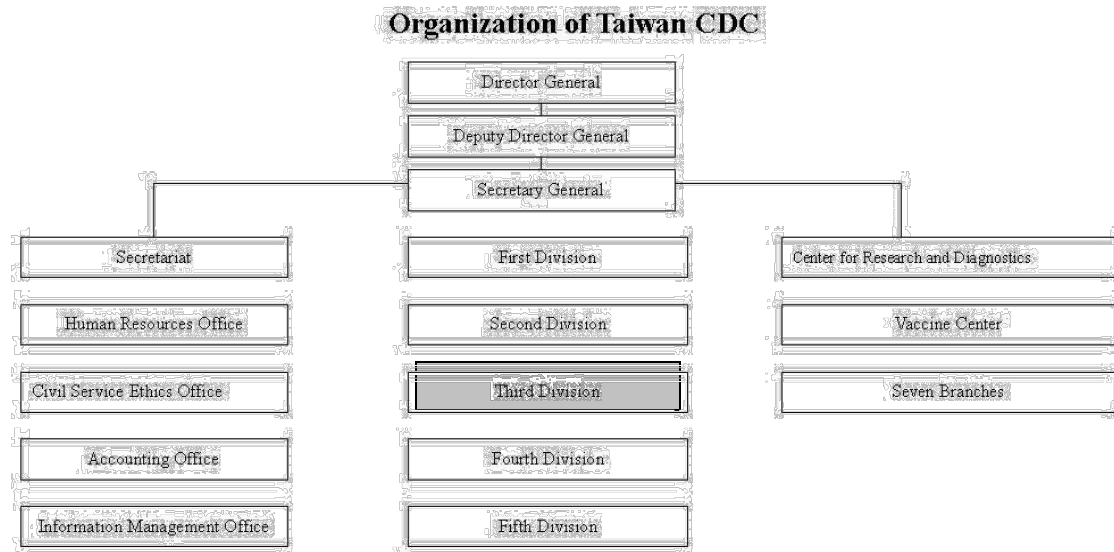 Organization of Taiwan CDC
Director General
Deputy Director General
Secretary General
Secretariat
First Division
Center for Research and Diagnostics
Human Resources Office
Second Division
Vaccine Center
Civil Service Ethics Office
Third Division
Seven Branches
Accounting Office
Fourth Division
Information Management Office
Fifth Division